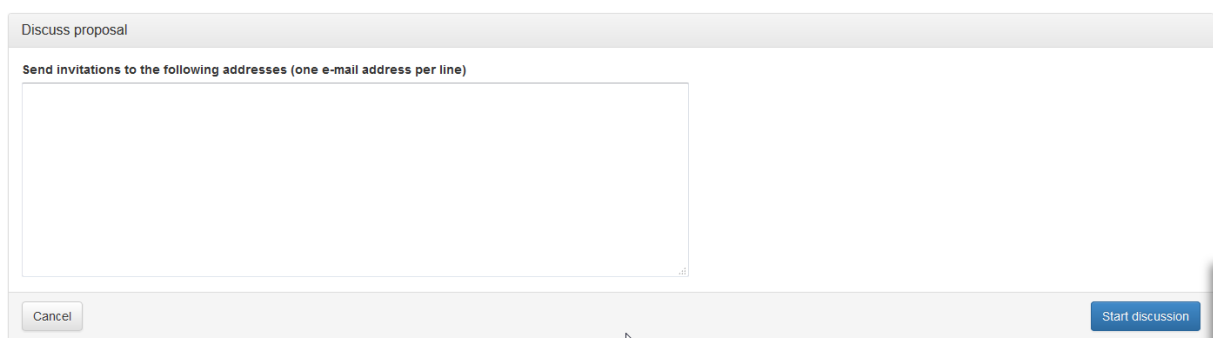 Discuss proposal
Send invitations to the following addresses (one e-mail address per line)
Cancel
Start discussion